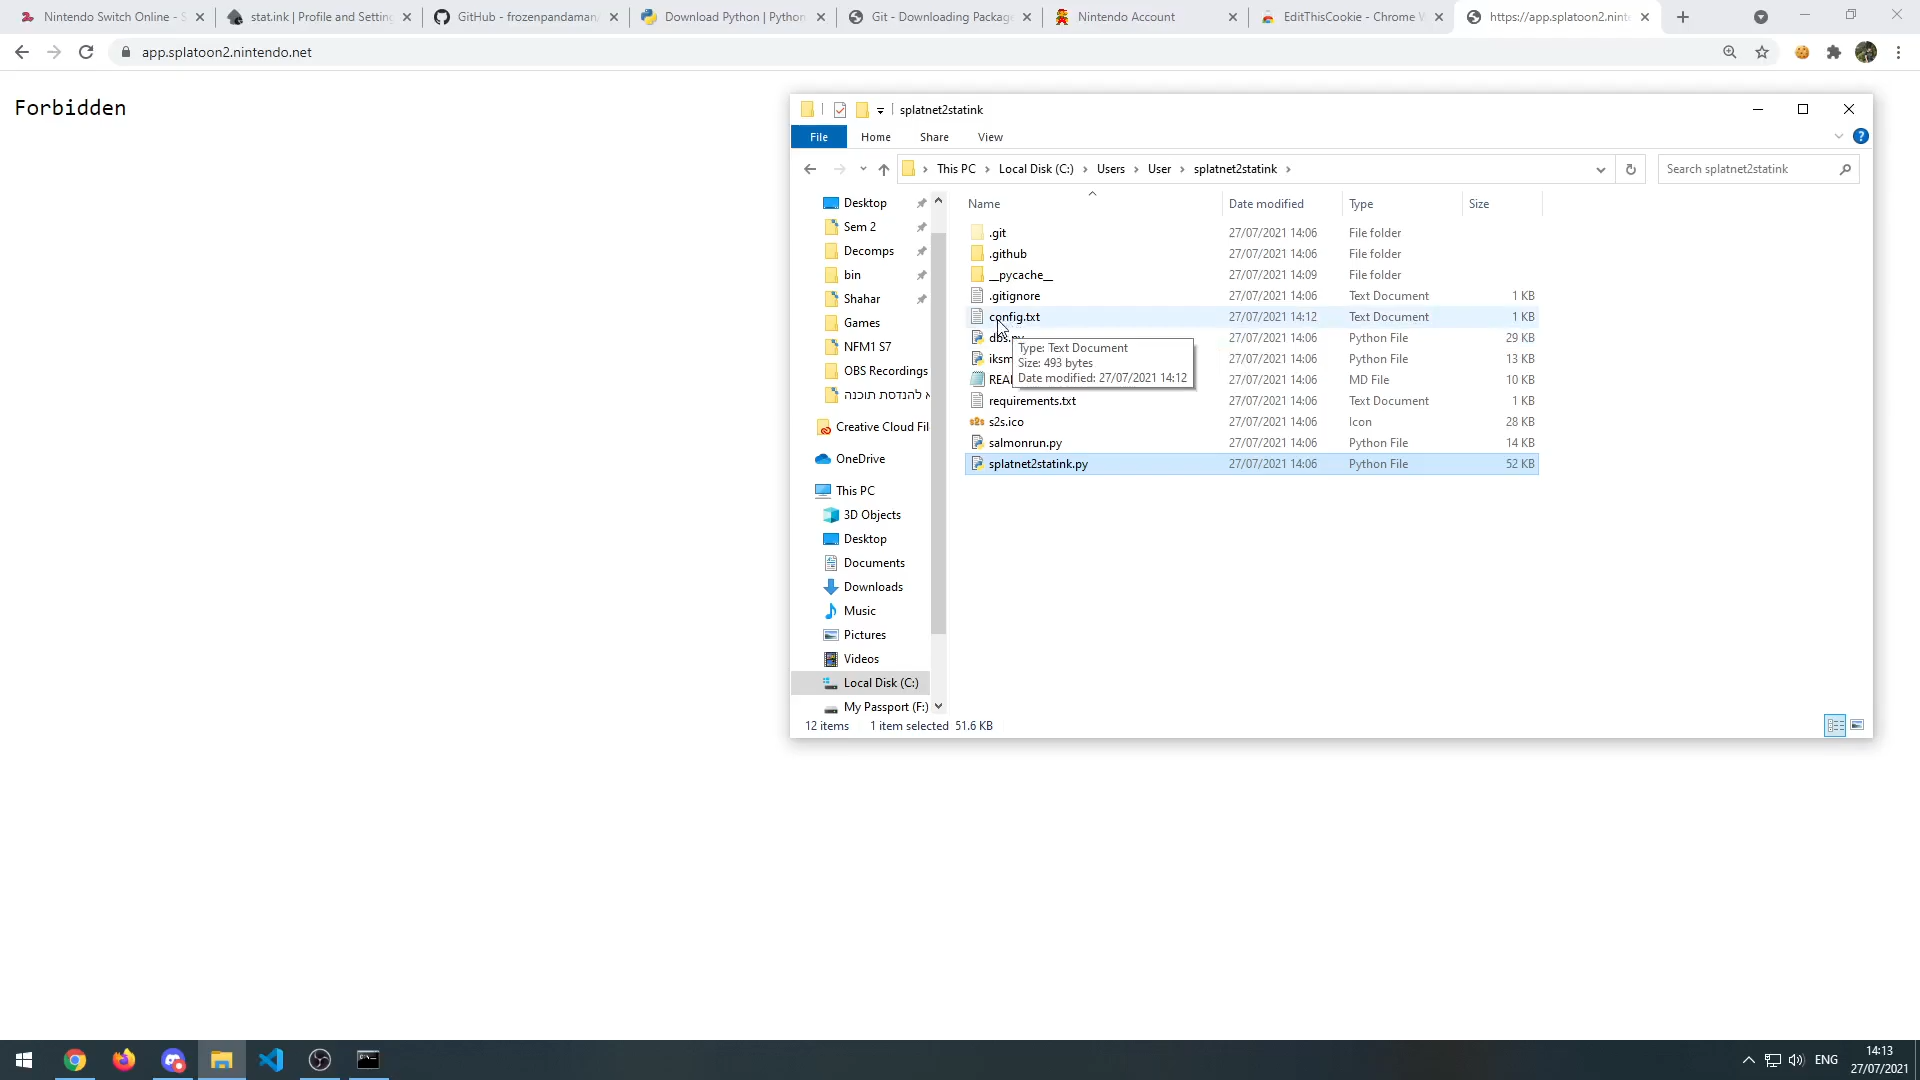 Nintendo Switch Online - S
stat.ink | Profile and Setting
GitHub - frozenpandaman/
Download Python | Python
Git - Downloading Package
Nintendo Account
EditThisCookie - Chrome W
https://app.splatoon2.ninte
app.splatoon2.nintendo.net
Forbidden
splatnet2statink
File
Home
Share
View
This PC
Local Disk (C:)
Users
User
splatnet2statink
Search splatnet2statink
Name
Date modified
Type
Size
Desktop
Sem 2
Decomps
bin
Shahar
Games
NFM1 S7
OBS Recordings
א להנדסת תוכנה
Creative Cloud Fil
OneDrive
This PC
3D Objects
Desktop
Documents
Downloads
Music
Pictures
Videos
Local Disk (C:)
My Passport (F:)
.git 27/07/2021 14:06 File folder
.github 27/07/2021 14:06 File folder
__pycache__ 27/07/2021 14:09 File folder
.gitignore 27/07/2021 14:06 Text Document 1 KB
config.txt 27/07/2021 14:12 Text Document 1 KB
dbs.py 27/07/2021 14:06 Python File 29 KB
iksm 27/07/2021 14:06 Python File 13 KB
REA 27/07/2021 14:06 MD File 10 KB
requirements.txt 27/07/2021 14:06 Text Document 1 KB
s2s.ico 27/07/2021 14:06 Icon 28 KB
salmonrun.py 27/07/2021 14:06 Python File 14 KB
splatnet2statink.py 27/07/2021 14:06 Python File 52 KB
Type: Text Document
Size: 493 bytes
Date modified: 27/07/2021 14:12
12 items
1 item selected 51.6 KB
ENG
14:13
27/07/2021